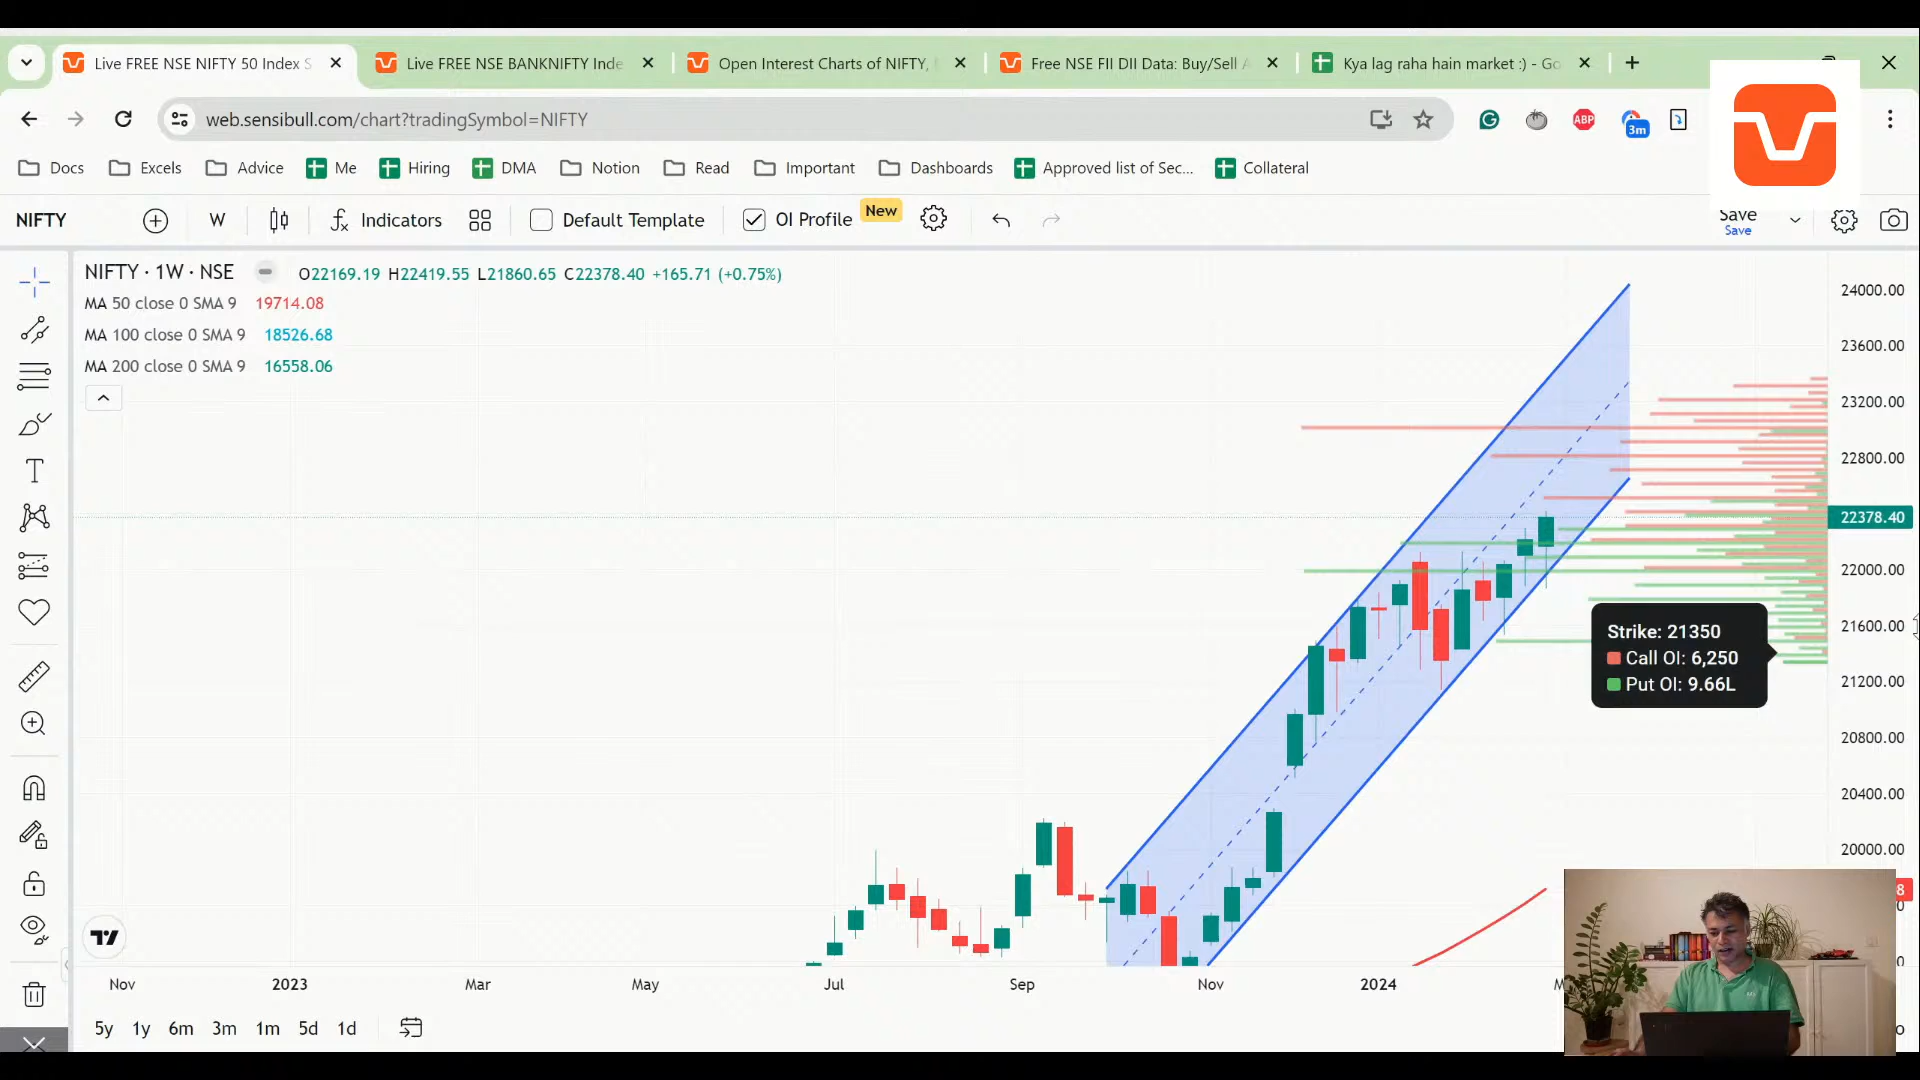 Live FREE NSE NIFTY 50 Index S
Live FREE NSE BANKNIFTY Inde
Open Interest Charts of NIFTY,
Free NSE FII DII Data: Buy/Sell A
Kya lag raha hain market :) - Go
web.sensibull.com/chart?tradingSymbol=NIFTY
ABP
3m
Docs
Excels
Advice
Me
Hiring
DMA
Notion
Read
Important
Dashboards
Approved list of Sec...
Collateral
NIFTY
W
Indicators
Default Template
OI Profile
New
Save
Save
NIFTY · 1W · NSE
O22169.19 H22419.55 L21860.65 C22378.40 +165.71 (+0.75%)
MA 50 close 0 SMA 9 19714.08
MA 100 close 0 SMA 9 18526.68
MA 200 close 0 SMA 9 16558.06
24000.00
23600.00
23200.00
22800.00
22378.40
22000.00
21600.00
21200.00
20800.00
20400.00
20000.00
Strike: 21350
Call OI: 6,250
Put OI: 9.66L
Nov
2023
Mar
May
Jul
Sep
Nov
2024
5y
1y
6m
3m
1m
5d
1d